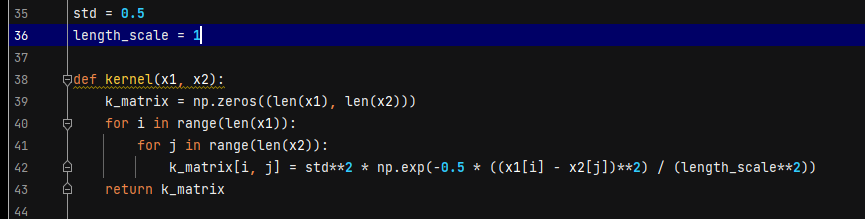 35 std = 0.5
36 length_scale = 1
37
38 def kernel(x1, x2):
39     k_matrix = np.zeros((len(x1), len(x2)))
40     for i in range(len(x1)):
41         for j in range(len(x2)):
42             k_matrix[i, j] = std**2 * np.exp(-0.5 * ((x1[i] - x2[j])**2) / (length_scale**2))
43     return k_matrix
44